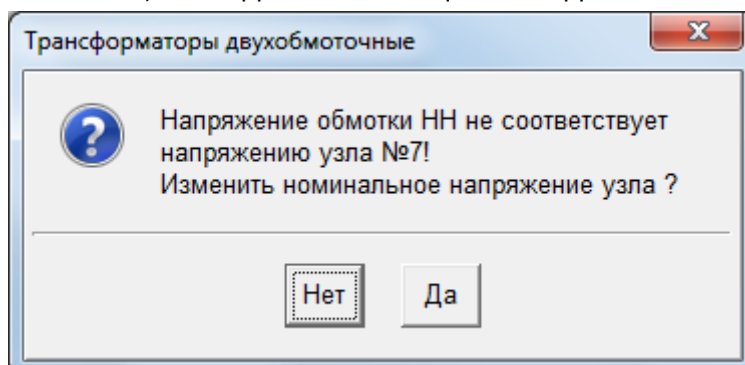 Трансформаторы двухобмоточные
Напряжение обмотки НН не соответствует
напряжению узла №7!
Изменить номинальное напряжение узла ?
Нет
Да